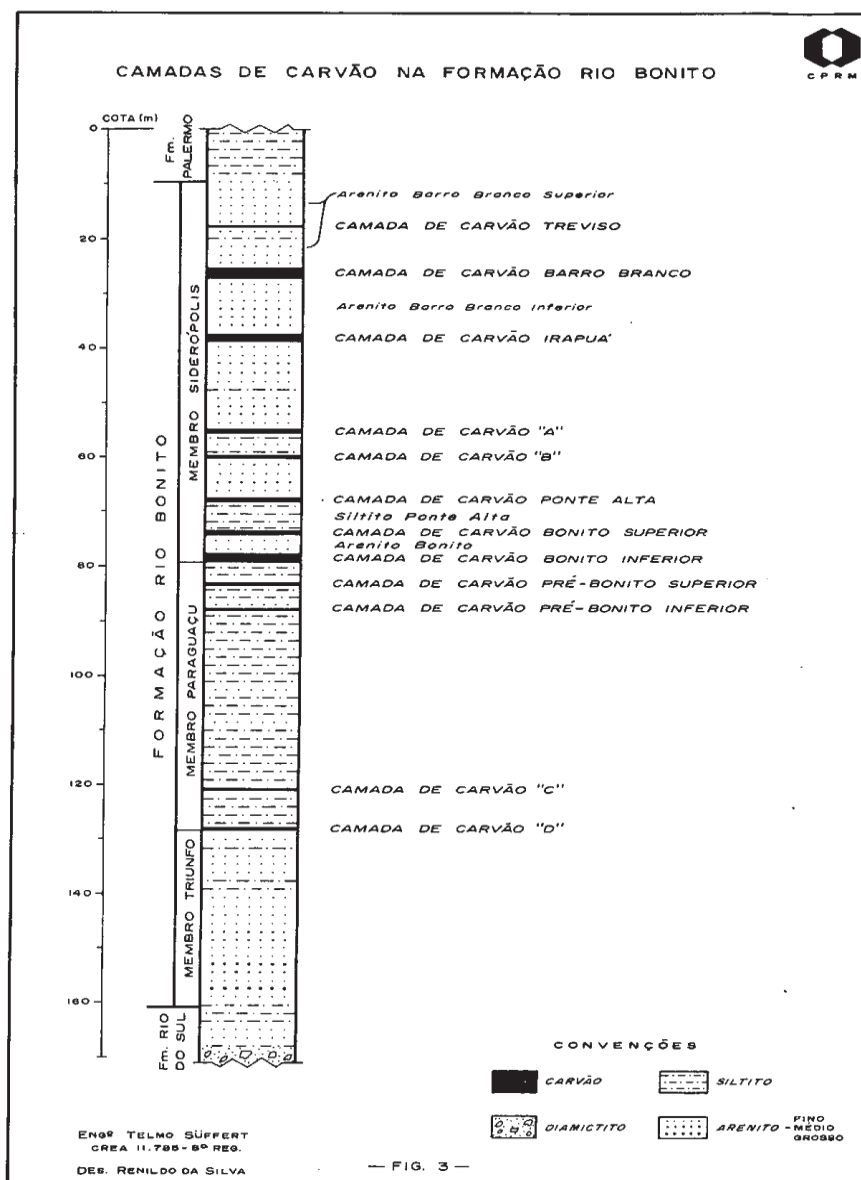 CAMADAS DE CARVÃO NA FORMAÇÃO RIO BONITO
CPRM
COTA (m)
0
20
40
60
80
100
120
140
160
Fm. PALERMO
FORMAÇÃO RIO BONITO
MEMBRO SIDERÓPOLIS
MEMBRO PARAGUAÇU
MEMBRO TRIUNFO
Fm. RIO DO SUL
Arenito Barro Branco Superior
CAMADA DE CARVÃO TREVISO
CAMADA DE CARVÃO BARRO BRANCO
Arenito Barro Branco Inferior
CAMADA DE CARVÃO IRAPUÁ
CAMADA DE CARVÃO "A"
CAMADA DE CARVÃO "B"
CAMADA DE CARVÃO PONTE ALTA
Siltito Ponte Alta
CAMADA DE CARVÃO BONITO SUPERIOR
Arenito Bonito
CAMADA DE CARVÃO BONITO INFERIOR
CAMADA DE CARVÃO PRÉ-BONITO SUPERIOR
CAMADA DE CARVÃO PRÉ-BONITO INFERIOR
CAMADA DE CARVÃO "C"
CAMADA DE CARVÃO "D"
CONVENÇÕES
CARVÃO
SILTITO
DIAMICTITO
ARENITO - FINO
MÉDIO
GROSSO
ENGº TELMO SÜFFERT
CREA 11.785 - 8ª REG.
DES. RENILDO DA SILVA
— FIG. 3 —